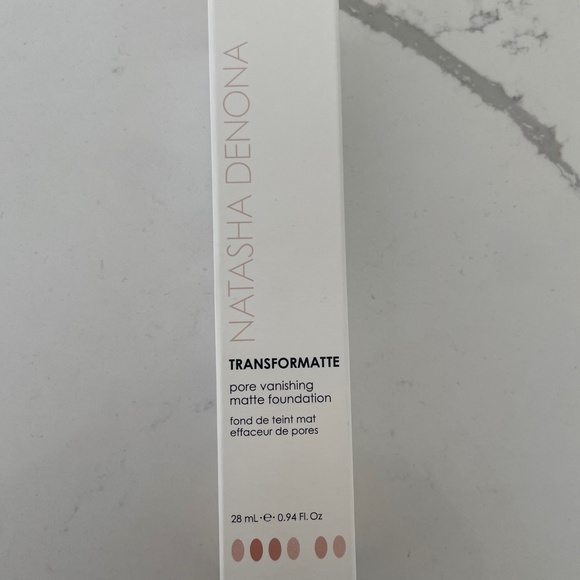 NATASHA DENONA
TRANSFORMATTE
pore vanishing
matte foundation
fond de teint mat
effaceur de pores
28 mL · ℮ · 0.94 Fl. Oz